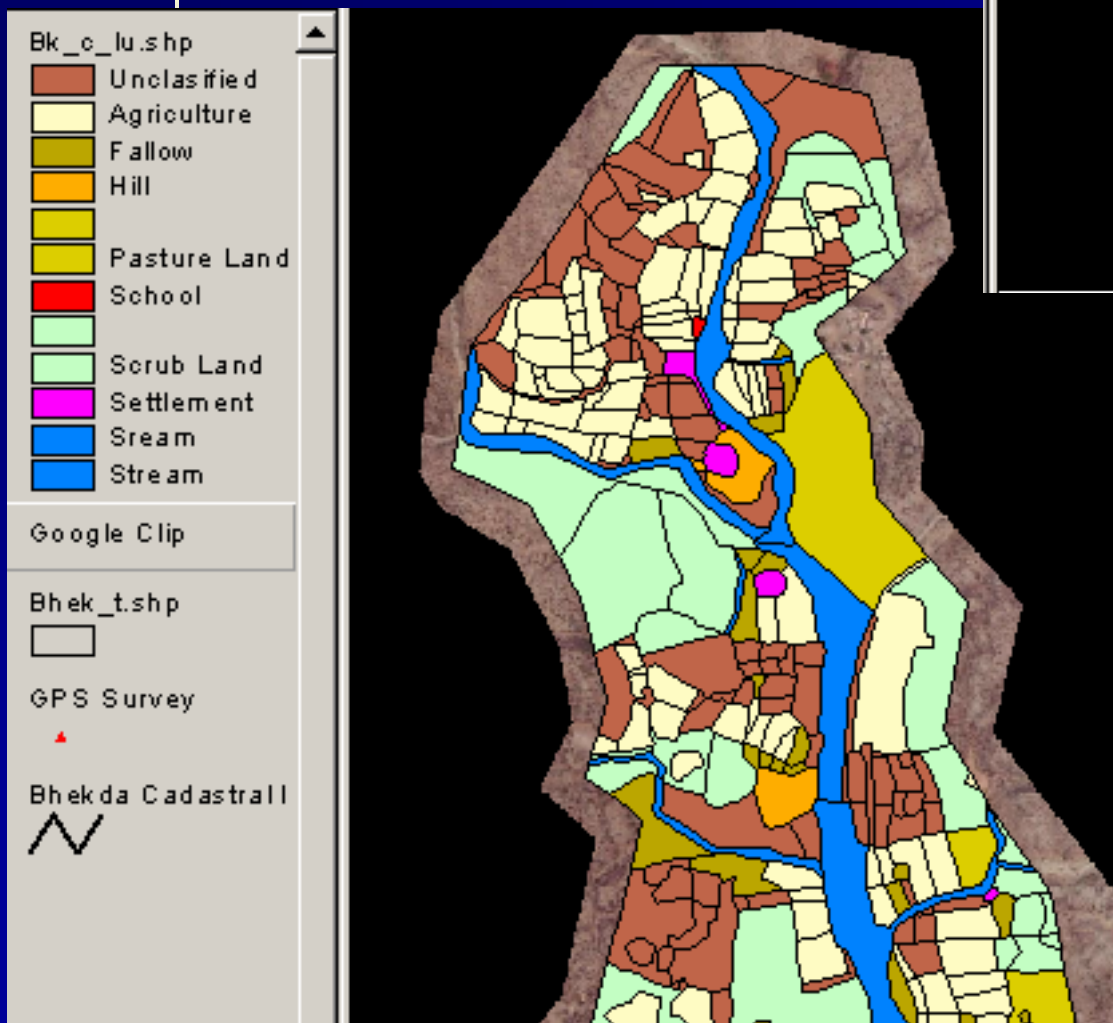 Bk_c_lu.shp
Unclasified
Agriculture
Fallow
Hill
Pasture Land
School
Scrub Land
Settlement
Sream
Stream
Google Clip
Bhek_t.shp
GPS Survey
Bhekda Cadastrall